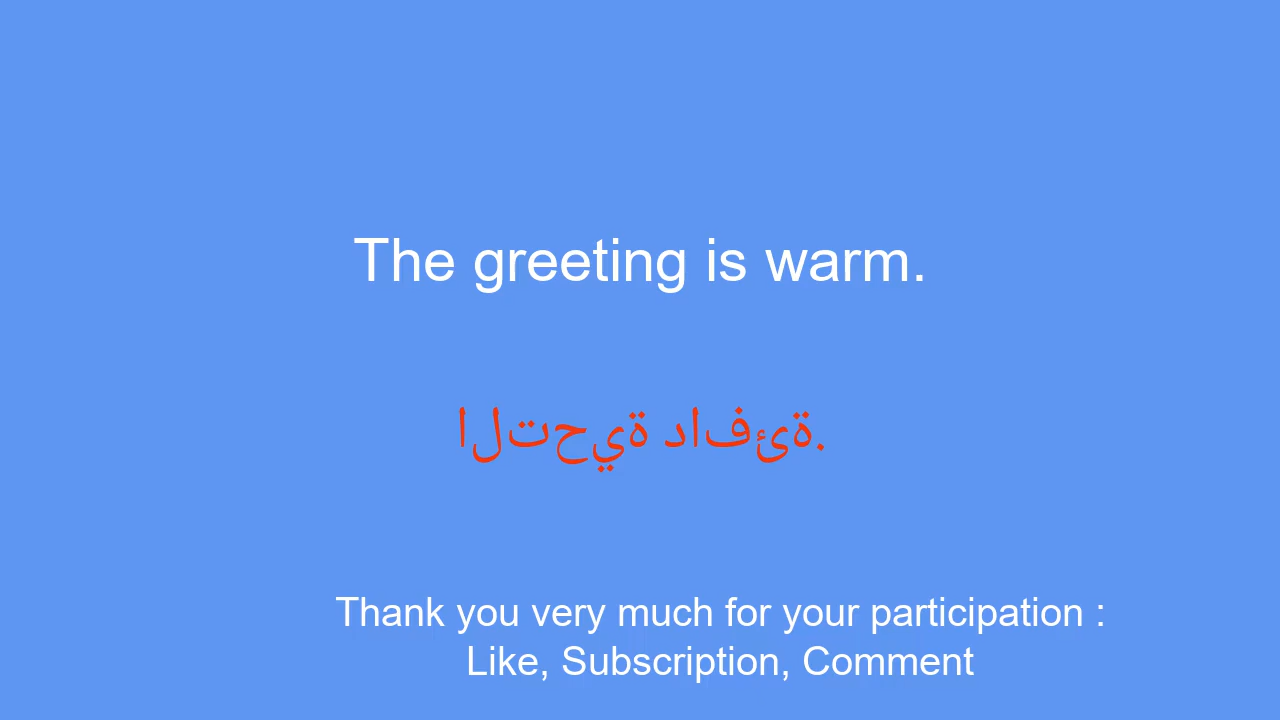 The greeting is warm.
التحية دافئة.
Thank you very much for your participation :
Like, Subscription, Comment